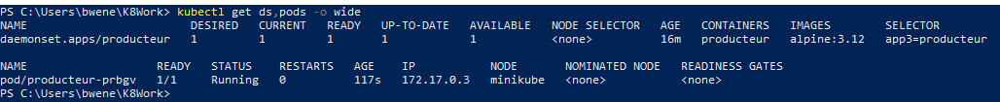 PS C:\Users\bwene\K8Work> kubectl get ds,pods -o wide
NAME DESIRED CURRENT READY UP-TO-DATE AVAILABLE NODE SELECTOR AGE CONTAINERS IMAGES SELECTOR
daemonset.apps/producteur 1 1 1 1 1 <none> 16m producteur alpine:3.12 app3=producteur
NAME READY STATUS RESTARTS AGE IP NODE NOMINATED NODE READINESS GATES
pod/producteur-prbgv 1/1 Running 0 117s 172.17.0.3 minikube <none> <none>
PS C:\Users\bwene\K8Work>